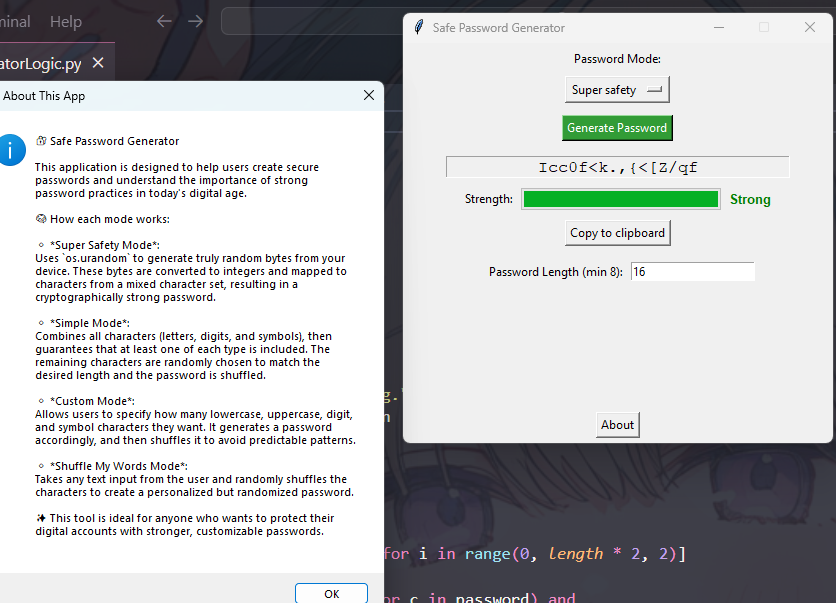 minal Help
atorLogic.py ✕
Safe Password Generator
Password Mode:
Super safety
Generate Password
Icc0f<k.,{<[Z/qf
Strength: Strong
Copy to clipboard
Password Length (min 8): 16
About
About This App
🔐 Safe Password Generator
This application is designed to help users create secure
passwords and understand the importance of strong
password practices in today's digital age.
How each mode works:
◦ *Super Safety Mode*:
Uses `os.urandom` to generate truly random bytes from your
device. These bytes are converted to integers and mapped to
characters from a mixed character set, resulting in a
cryptographically strong password.
◦ *Simple Mode*:
Combines all characters (letters, digits, and symbols), then
guarantees that at least one of each type is included. The
remaining characters are randomly chosen to match the
desired length and the password is shuffled.
◦ *Custom Mode*:
Allows users to specify how many lowercase, uppercase, digit,
and symbol characters they want. It generates a password
accordingly, and then shuffles it to avoid predictable patterns.
◦ *Shuffle My Words Mode*:
Takes any text input from the user and randomly shuffles the
characters to create a personalized but randomized password.
✨ This tool is ideal for anyone who wants to protect their
digital accounts with stronger, customizable passwords.
OK
for i in range(0, length * 2, 2)]
or c in password) and